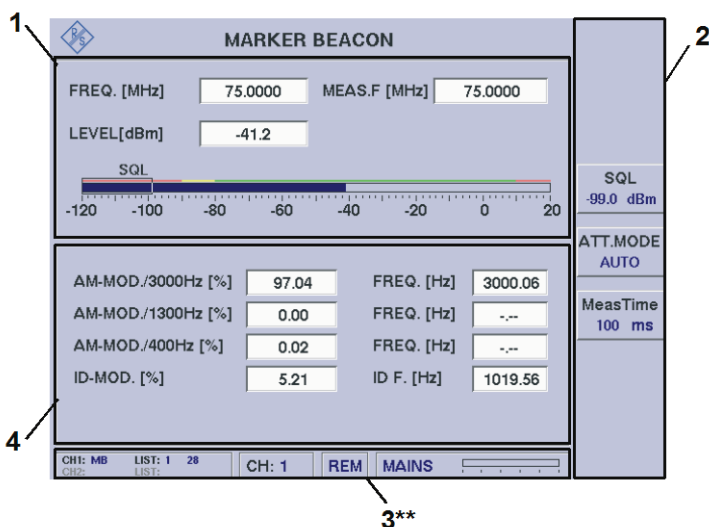 1
2
R/S
MARKER BEACON
FREQ. [MHz] 75.0000 MEAS.F [MHz] 75.0000
LEVEL[dBm] -41.2
SQL
-120 -100 -80 -60 -40 -20 0 20
SQL
-99.0 dBm
ATT.MODE
AUTO
MeasTime
100 ms
AM-MOD./3000Hz [%] 97.04 FREQ. [Hz] 3000.06
AM-MOD./1300Hz [%] 0.00 FREQ. [Hz] -.--
AM-MOD./400Hz [%] 0.02 FREQ. [Hz] -.--
ID-MOD. [%] 5.21 ID F. [Hz] 1019.56
4
CH1: MB LIST: 1 28
CH2: LIST:
CH: 1 REM MAINS
3**